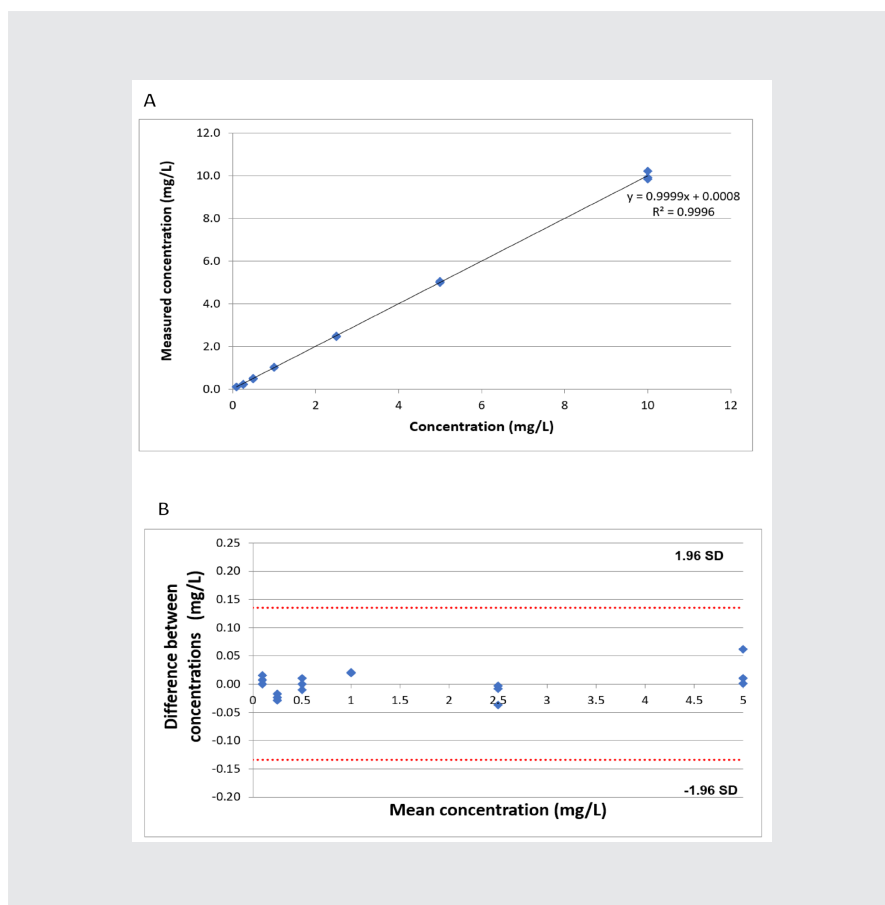 A
12.0
10.0
8.0
6.0
4.0
2.0
0.0
Measured concentration (mg/L)
y = 0.9999x + 0.0008
R² = 0.9996
0 2 4 6 8 10 12
Concentration (mg/L)
B
0.25
0.20
0.15
0.10
0.05
0.00
-0.05
-0.10
-0.15
-0.20
Difference between
concentrations (mg/L)
1.96 SD
0 0.5 1 1.5 2 2.5 3 3.5 4 4.5 5
-1.96 SD
Mean concentration (mg/L)